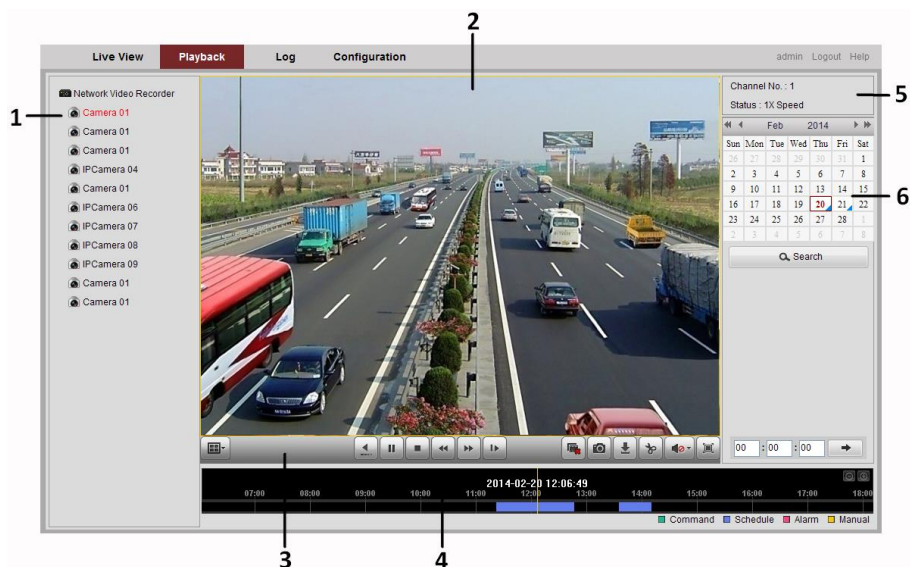 2
Live View Playback Log Configuration
admin Logout Help
Network Video Recorder
1
Camera 01
Camera 01
Camera 01
IPCamera 04
Camera 01
IPCamera 06
IPCamera 07
IPCamera 08
IPCamera 09
Camera 01
Camera 01
Channel No. : 1
Status : 1X Speed
5
Feb 2014
Sun Mon Tue Wed Thu Fri Sat
26 27 28 29 30 31 1
2 3 4 5 6 7 8
9 10 11 12 13 14 15
16 17 18 19 20 21 22
23 24 25 26 27 28 1
2 3 4 5 6 7 8
6
Search
00 : 00 : 00
2014-02-20 12:06:49
07:00 08:00 09:00 10:00 11:00 12:00 13:00 14:00 15:00 16:00 17:00 18:00
Command Schedule Alarm Manual
3
4